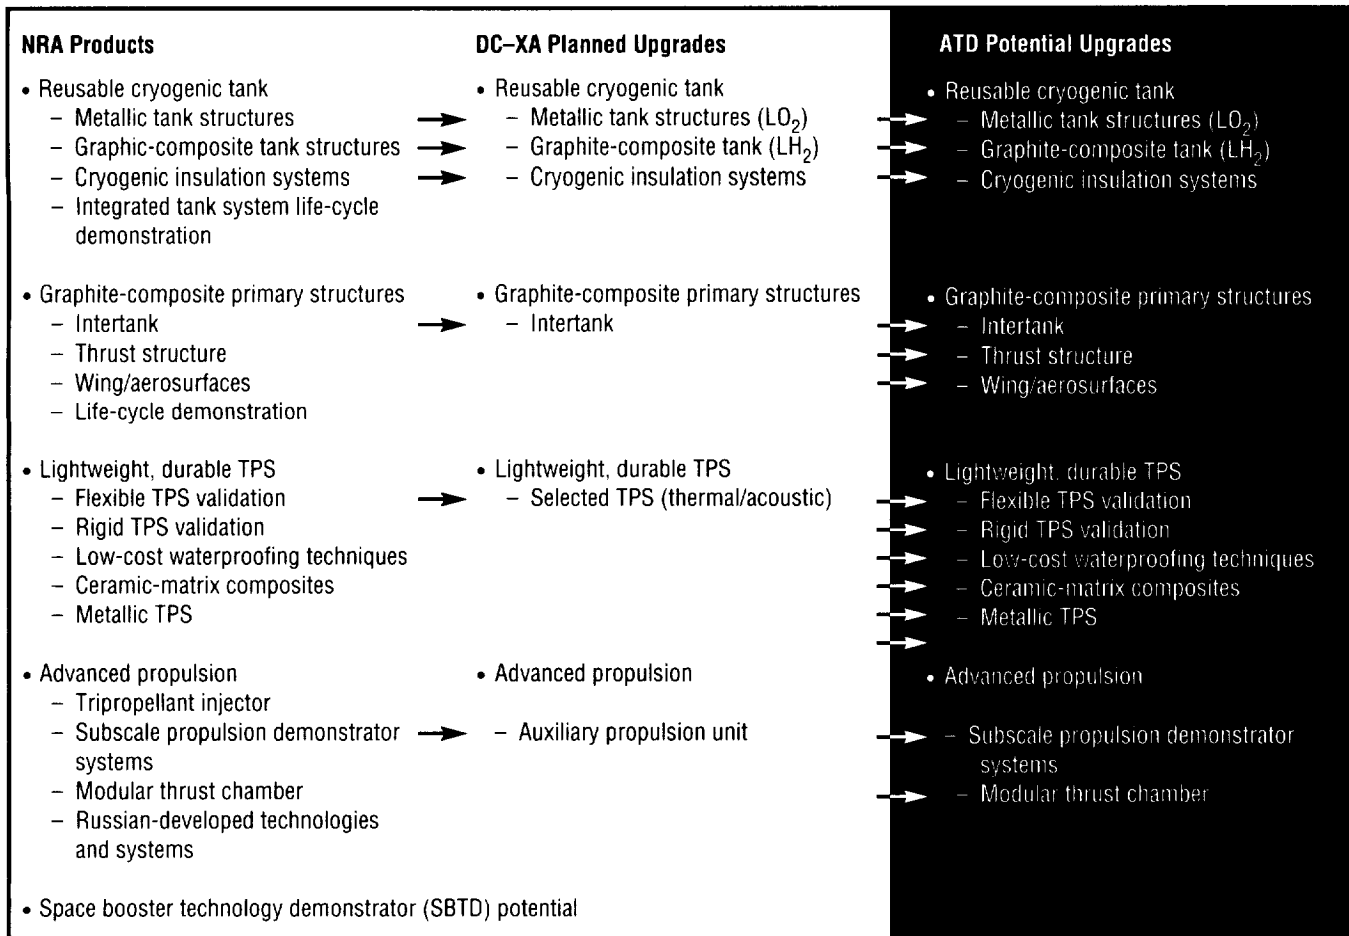 NRA Products
• Reusable cryogenic tank
– Metallic tank structures
– Graphic-composite tank structures
– Cryogenic insulation systems
– Integrated tank system life-cycle
demonstration
• Graphite-composite primary structures
– Intertank
– Thrust structure
– Wing/aerosurfaces
– Life-cycle demonstration
• Lightweight, durable TPS
– Flexible TPS validation
– Rigid TPS validation
– Low-cost waterproofing techniques
– Ceramic-matrix composites
– Metallic TPS
• Advanced propulsion
– Tripropellant injector
– Subscale propulsion demonstrator
systems
– Modular thrust chamber
– Russian-developed technologies
and systems
• Space booster technology demonstrator (SBTD) potential
DC–XA Planned Upgrades
• Reusable cryogenic tank
– Metallic tank structures (LO₂)
– Graphite-composite tank (LH₂)
– Cryogenic insulation systems
• Graphite-composite primary structures
– Intertank
• Lightweight, durable TPS
– Selected TPS (thermal/acoustic)
• Advanced propulsion
– Auxiliary propulsion unit
ATD Potential Upgrades
• Reusable cryogenic tank
– Metallic tank structures (LO₂)
– Graphite-composite tank (LH₂)
– Cryogenic insulation systems
• Graphite-composite primary structures
– Intertank
– Thrust structure
– Wing/aerosurfaces
• Lightweight, durable TPS
– Flexible TPS validation
– Rigid TPS validation
– Low-cost waterproofing techniques
– Ceramic-matrix composites
– Metallic TPS
• Advanced propulsion
– Subscale propulsion demonstrator
systems
– Modular thrust chamber